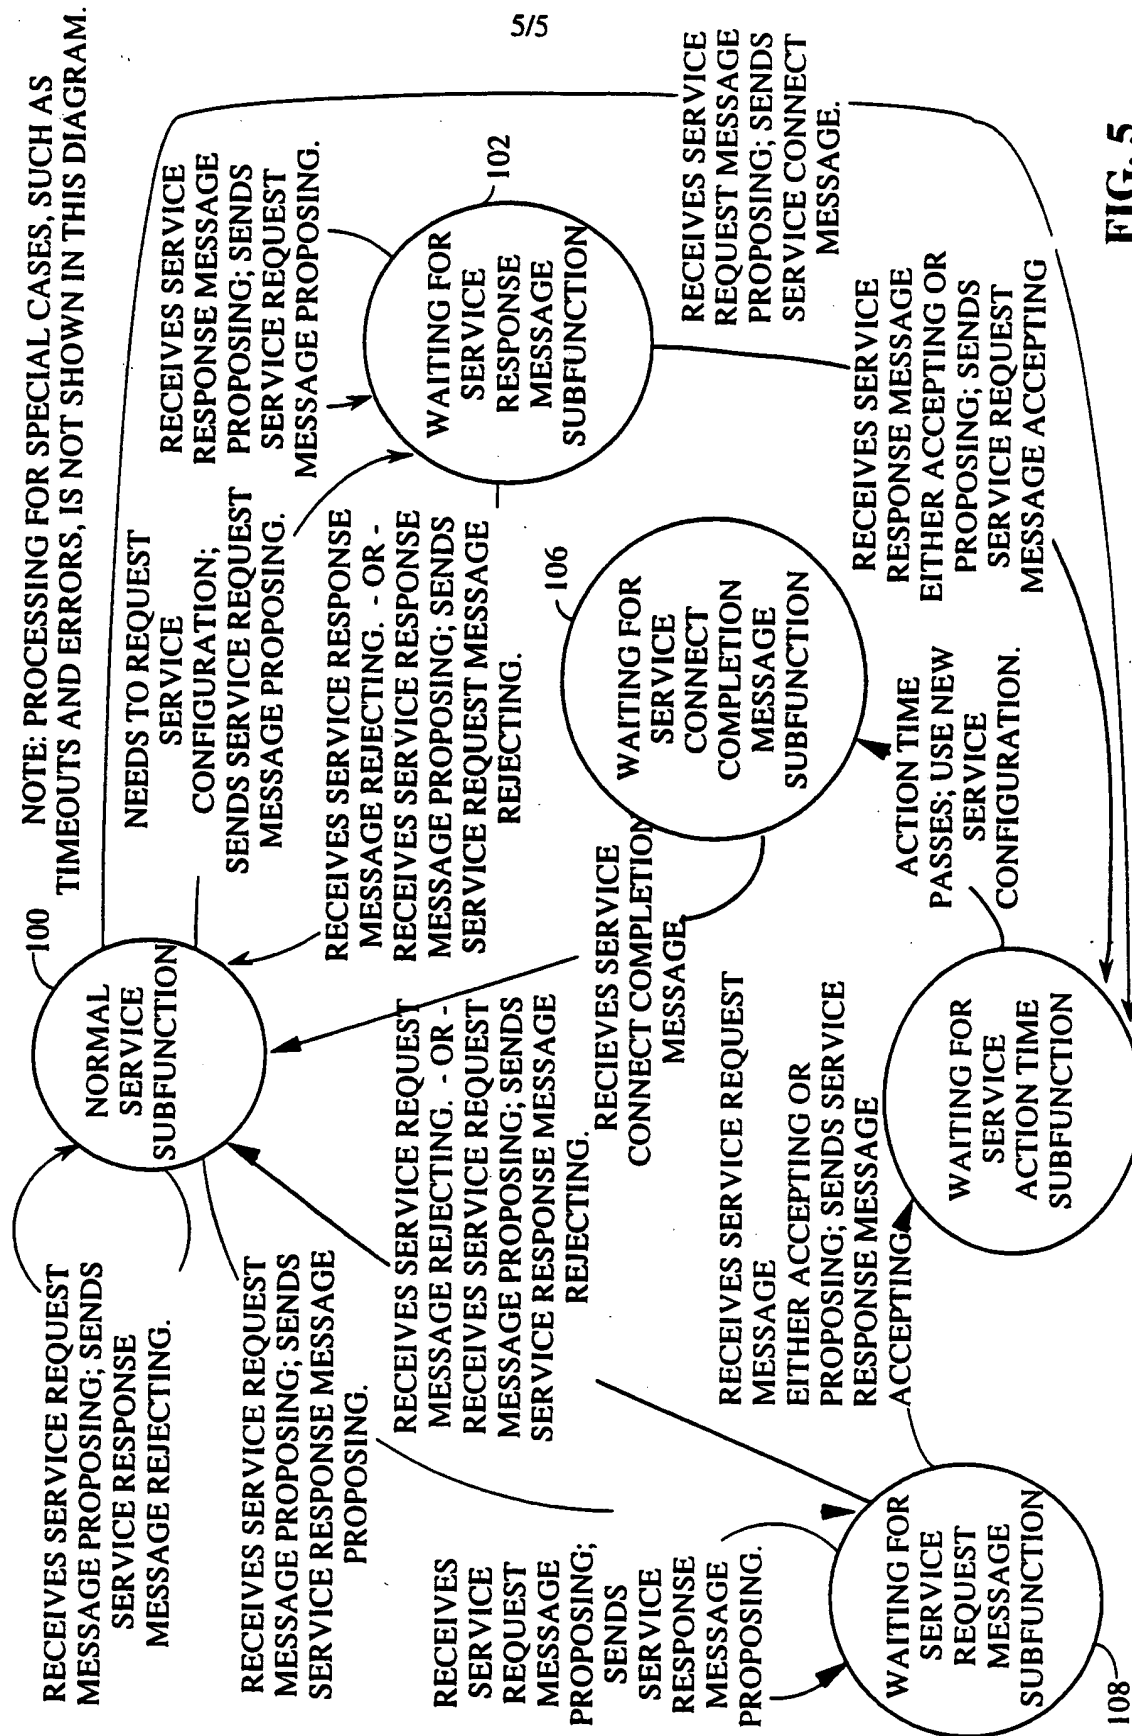 5/5
NOTE: PROCESSING FOR SPECIAL CASES, SUCH AS
TIMEOUTS AND ERRORS, IS NOT SHOWN IN THIS DIAGRAM.
100
NORMAL
SERVICE
SUBFUNCTION
RECEIVES SERVICE REQUEST
MESSAGE PROPOSING; SENDS
SERVICE RESPONSE
MESSAGE REJECTING.
RECEIVES SERVICE REQUEST
MESSAGE PROPOSING; SENDS
SERVICE RESPONSE MESSAGE
PROPOSING.
NEEDS TO REQUEST
SERVICE
CONFIGURATION;
SENDS SERVICE REQUEST
MESSAGE PROPOSING.
RECEIVES SERVICE
RESPONSE MESSAGE
PROPOSING; SENDS
SERVICE REQUEST
MESSAGE PROPOSING.
102
WAITING FOR
SERVICE
RESPONSE
MESSAGE
SUBFUNCTION
RECEIVES SERVICE RESPONSE
MESSAGE REJECTING. - OR -
RECEIVES SERVICE RESPONSE
MESSAGE PROPOSING; SENDS
SERVICE REQUEST MESSAGE
REJECTING.
RECEIVES SERVICE REQUEST
MESSAGE REJECTING. - OR -
RECEIVES SERVICE REQUEST
MESSAGE PROPOSING; SENDS
SERVICE RESPONSE MESSAGE
REJECTING.
RECIEVES SERVICE
CONNECT COMPLETION
MESSAGE
106
WAITING FOR
SERVICE
CONNECT
COMPLETION
MESSAGE
SUBFUNCTION
RECEIVES SERVICE
REQUEST MESSAGE
PROPOSING; SENDS
SERVICE CONNECT
MESSAGE.
RECEIVES
SERVICE
REQUEST
MESSAGE
PROPOSING;
SENDS
SERVICE
RESPONSE
MESSAGE
PROPOSING.
RECEIVES SERVICE REQUEST
MESSAGE
EITHER ACCEPTING OR
PROPOSING; SENDS SERVICE
RESPONSE MESSAGE
ACCEPTING
ACTION TIME
PASSES; USE NEW
SERVICE
CONFIGURATION.
RECEIVES SERVICE
RESPONSE MESSAGE
EITHER ACCEPTING OR
PROPOSING; SENDS
SERVICE REQUEST
MESSAGE ACCEPTING
WAITING FOR
SERVICE
REQUEST
MESSAGE
SUBFUNCTION
108
WAITING FOR
SERVICE
ACTION TIME
SUBFUNCTION
FIG. 5